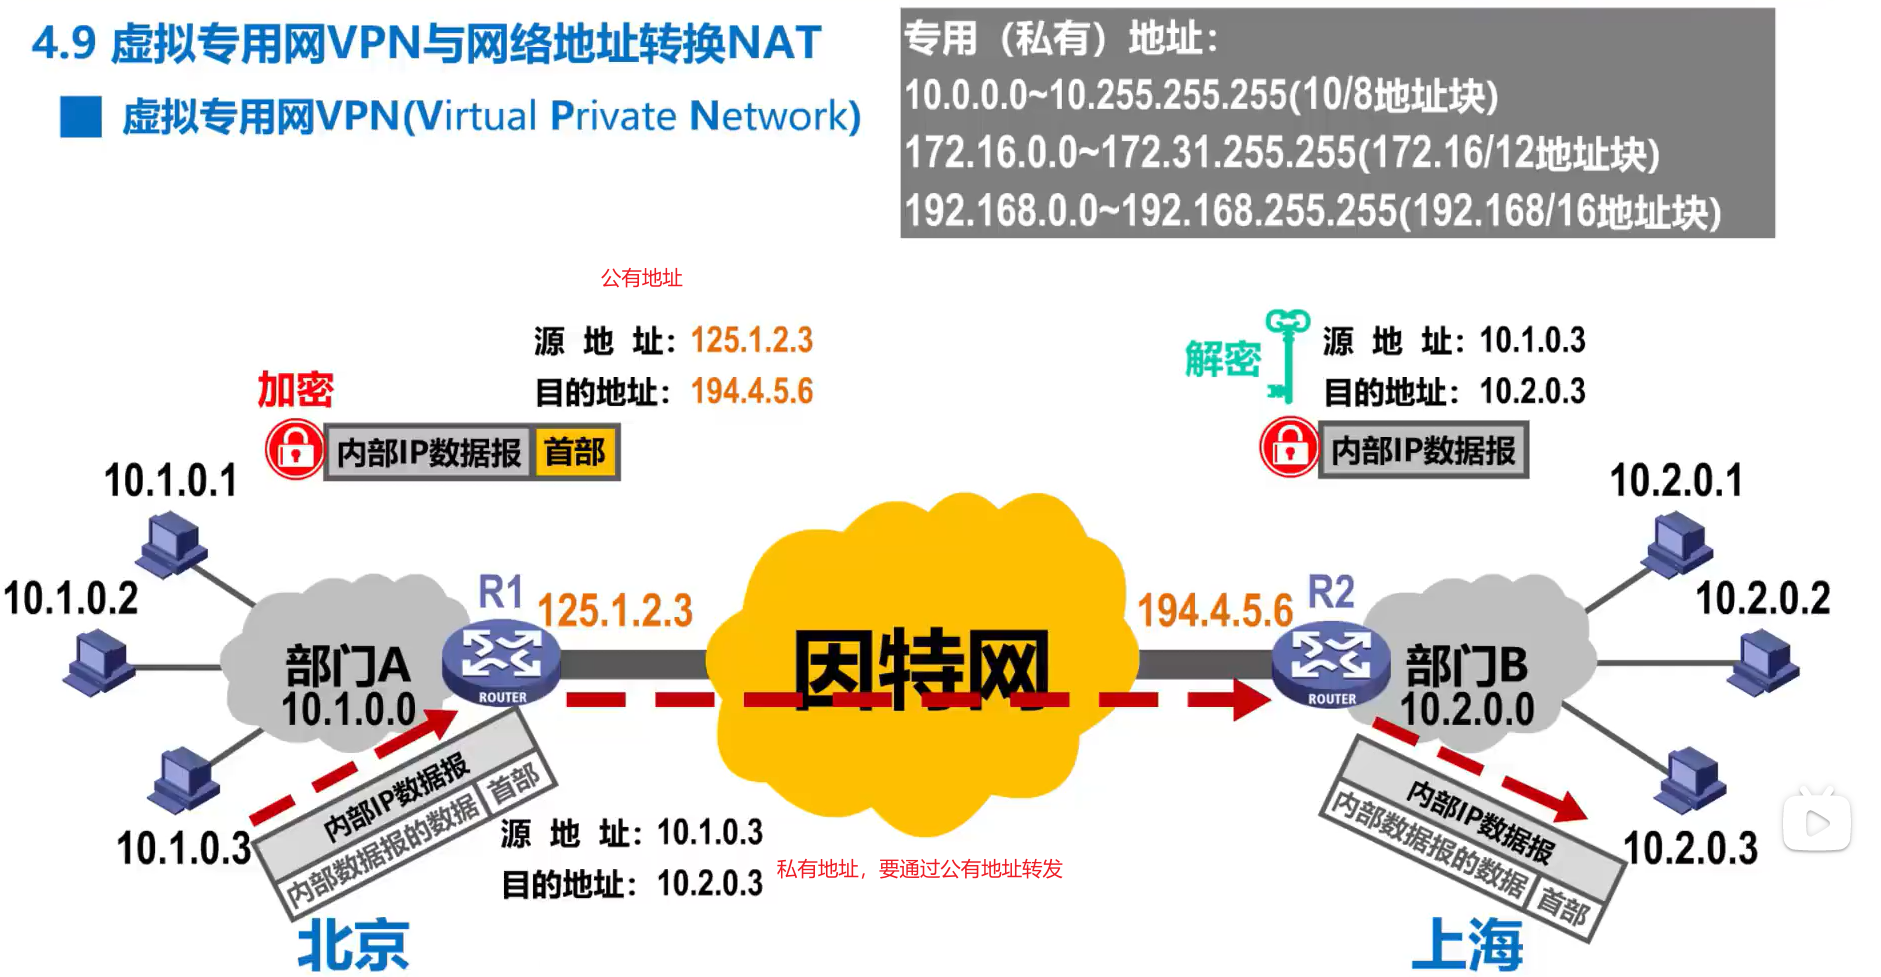 4.9 虚拟专用网VPN与网络地址转换NAT
虚拟专用网VPN(Virtual Private Network)
专用（私有）地址：
10.0.0.0~10.255.255.255(10/8地址块)
172.16.0.0~172.31.255.255(172.16/12地址块)
192.168.0.0~192.168.255.255(192.168/16地址块)
公有地址
源 地 址：125.1.2.3
目的地址：194.4.5.6
加密
内部IP数据报 首部
解密
源 地 址：10.1.0.3
目的地址：10.2.0.3
内部IP数据报
10.1.0.1
10.1.0.2
10.1.0.3
部门A
10.1.0.0
R1
125.1.2.3
ROUTER
因特网
194.4.5.6
R2
ROUTER
部门B
10.2.0.0
10.2.0.1
10.2.0.2
10.2.0.3
内部IP数据报
内部数据报的数据 首部
源 地 址：10.1.0.3
目的地址：10.2.0.3
私有地址，要通过公有地址转发
内部IP数据报
内部数据报的数据 首部
北京
上海